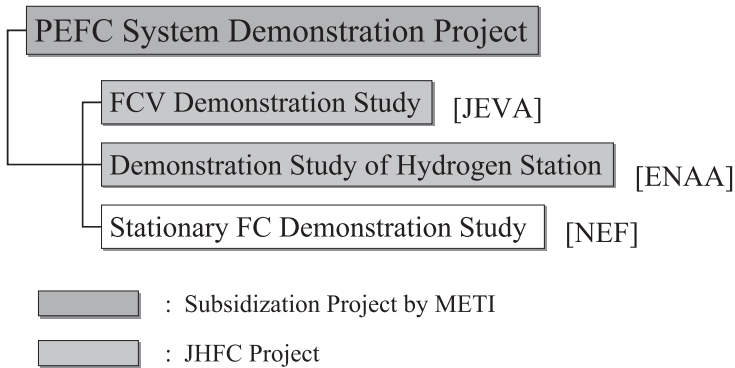 PEFC System Demonstration Project
FCV Demonstration Study [JEVA]
Demonstration Study of Hydrogen Station [ENAA]
Stationary FC Demonstration Study [NEF]
: Subsidization Project by METI
: JHFC Project